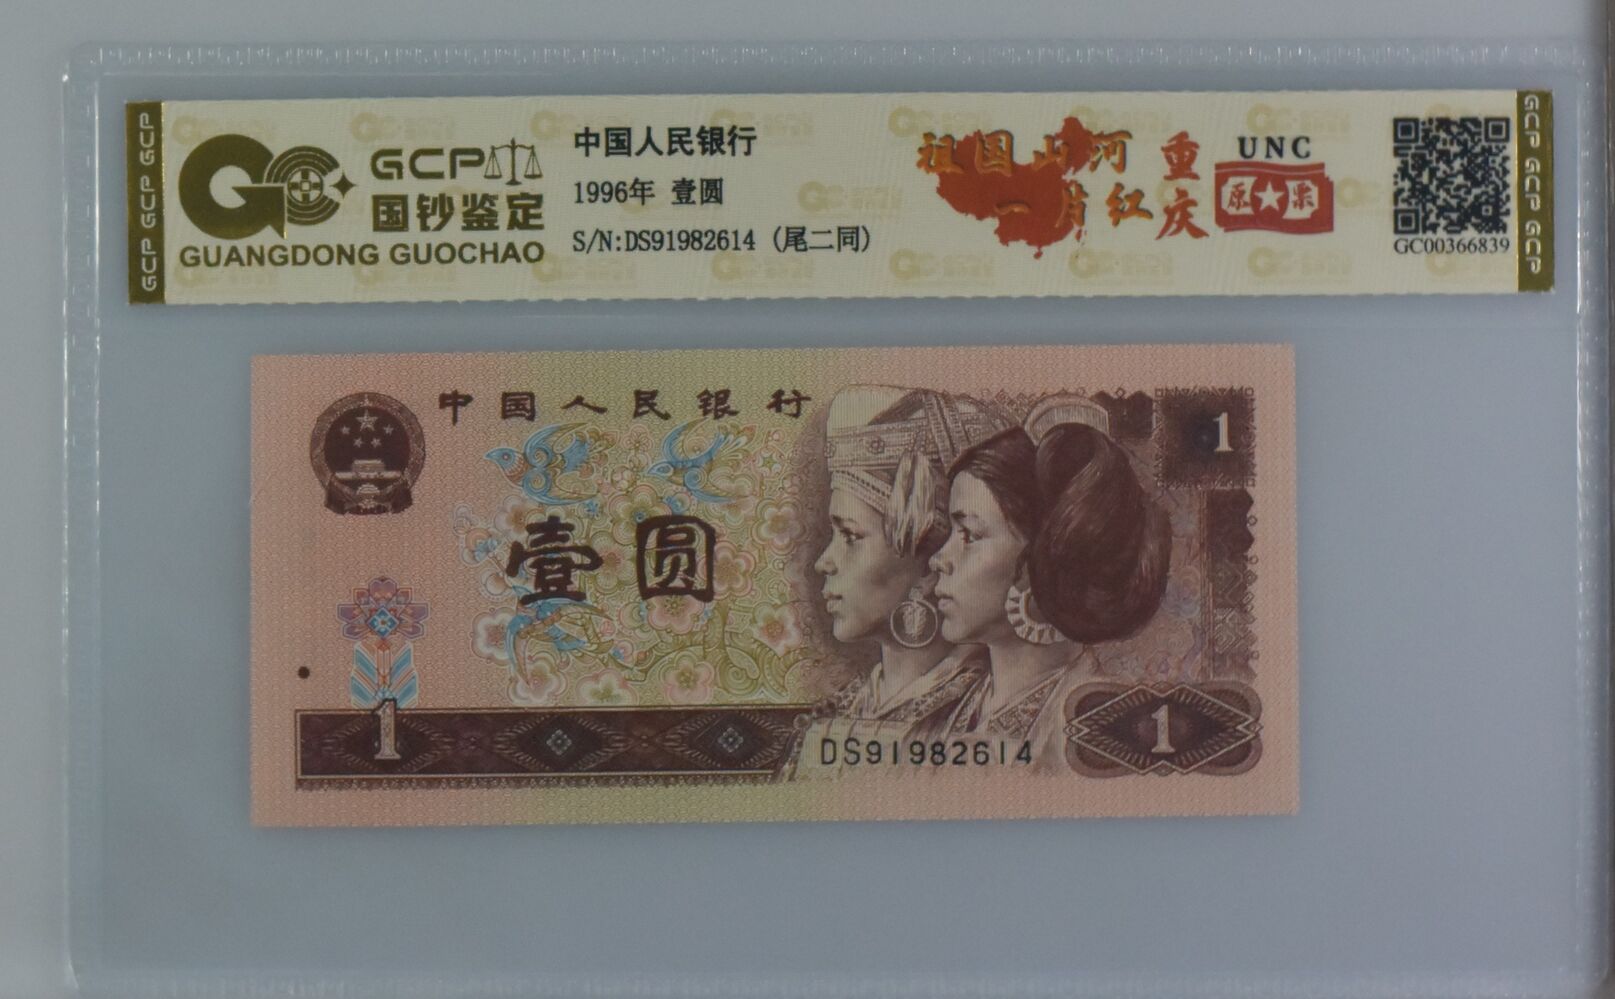 GCP GCP GCP
GCP国钞鉴定
GUANGDONG GUOCHAO
中国人民银行
1996年 壹圆
S/N:DS91982614 (尾二同)
祖国山河
一片红
重庆
UNC
原★票
GC00366839
GCP GCP GCP
中国人民银行
1
壹圆
1
DS91982614
1